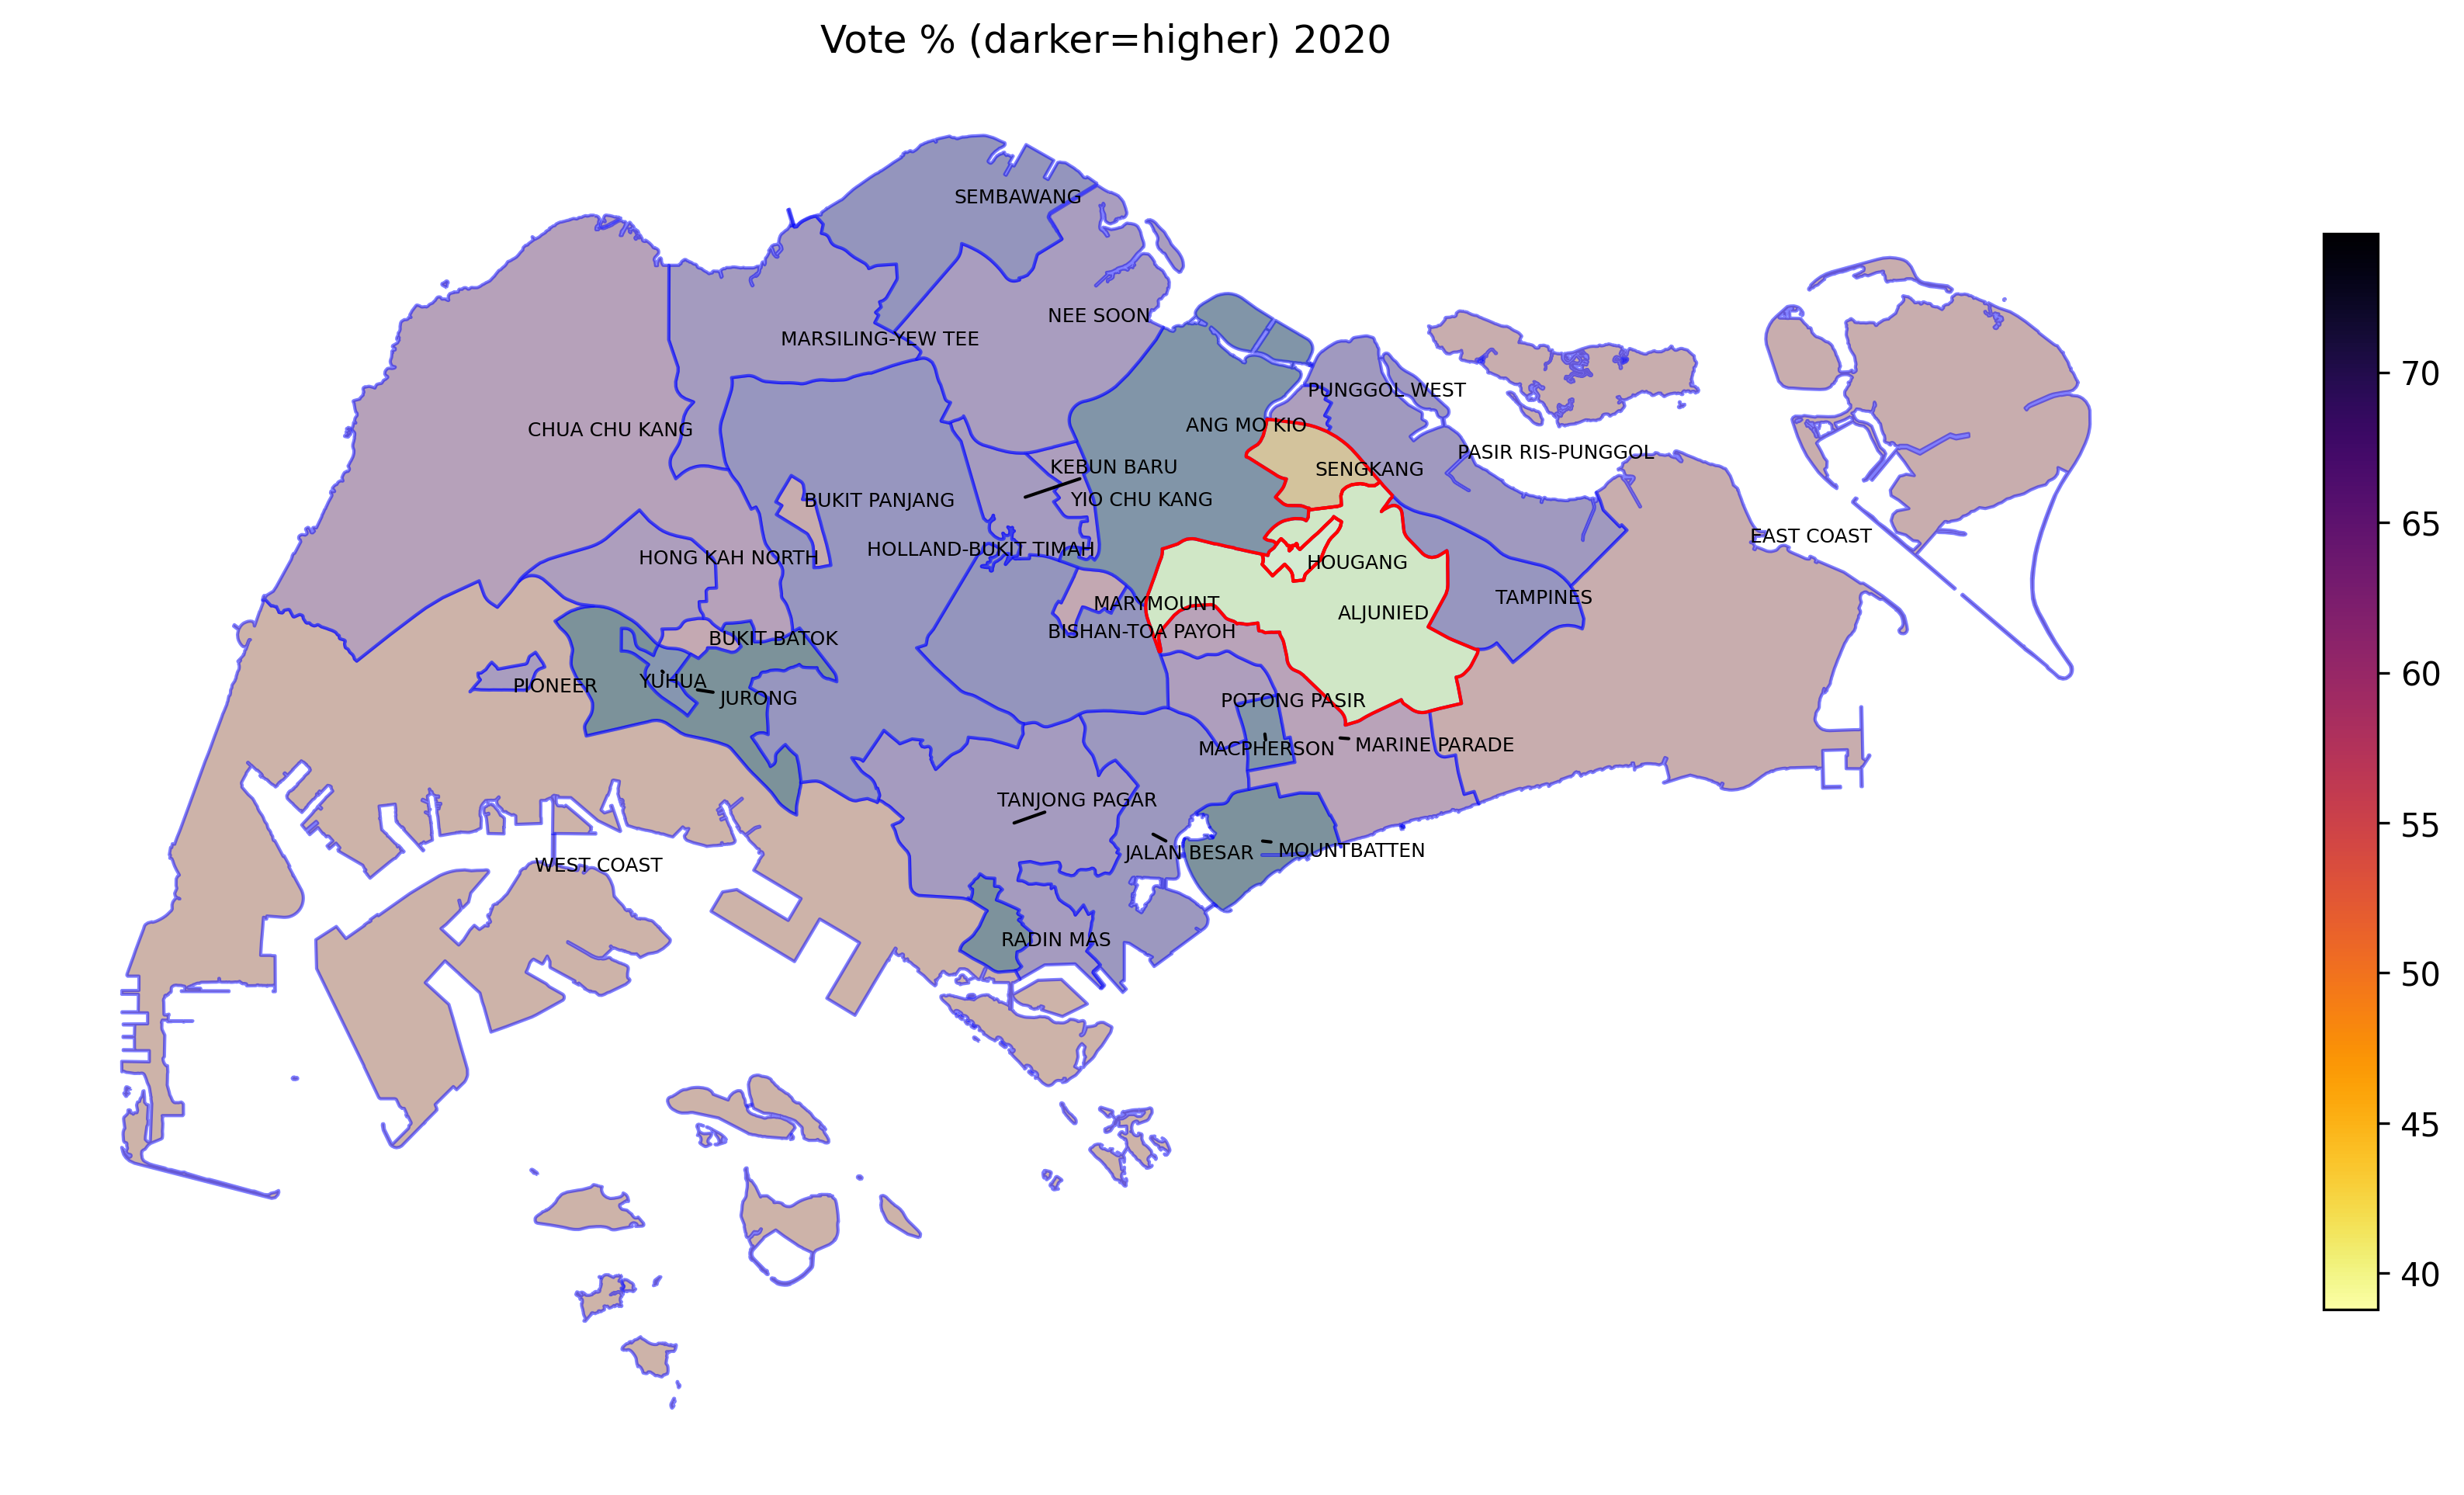 Vote % (darker=higher) 2020
SEMBAWANG
NEE SOON
MARSILING-YEW TEE
PUNGGOL WEST
ANG MO KIO
CHUA CHU KANG
PASIR RIS-PUNGGOL
KEBUN BARU
SENGKANG
BUKIT PANJANG
YIO CHU KANG
EAST COAST
HOLLAND-BUKIT TIMAH
HONG KAH NORTH
HOUGANG
TAMPINES
MARYMOUNT
ALJUNIED
BISHAN-TOA PAYOH
BUKIT BATOK
YUHUA
PIONEER
JURONG
POTONG PASIR
MACPHERSON
MARINE PARADE
TANJONG PAGAR
JALAN BESAR
MOUNTBATTEN
WEST COAST
RADIN MAS
70
65
60
55
50
45
40